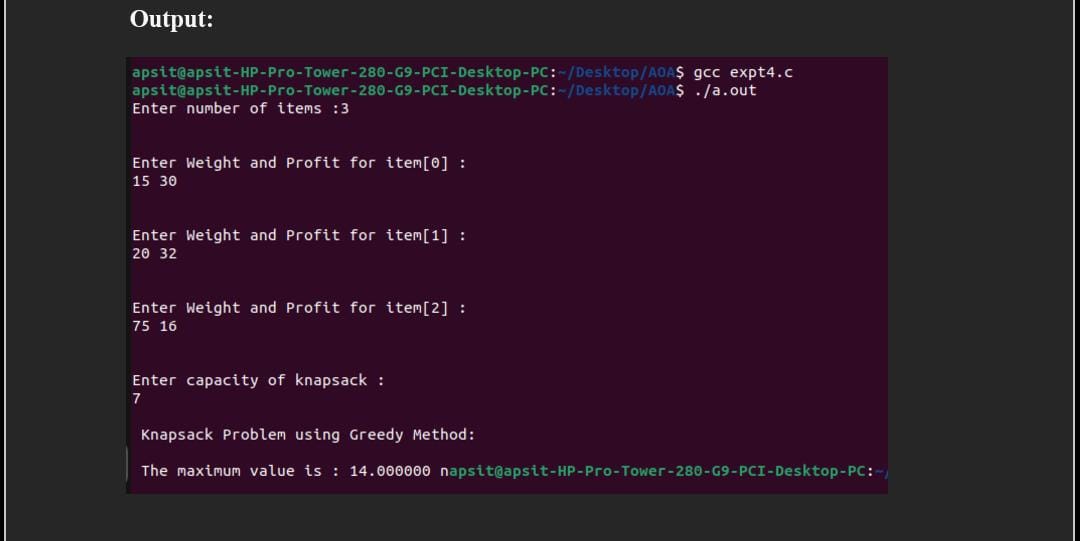 Output:
apsit@apsit-HP-Pro-Tower-280-G9-PCI-Desktop-PC:~/Desktop/AOA$ gcc expt4.c
apsit@apsit-HP-Pro-Tower-280-G9-PCI-Desktop-PC:~/Desktop/AOA$ ./a.out
Enter number of items :3
Enter Weight and Profit for item[0] :
15 30
Enter Weight and Profit for item[1] :
20 32
Enter Weight and Profit for item[2] :
75 16
Enter capacity of knapsack :
7
Knapsack Problem using Greedy Method:
The maximum value is : 14.000000 napsit@apsit-HP-Pro-Tower-280-G9-PCI-Desktop-PC:~/